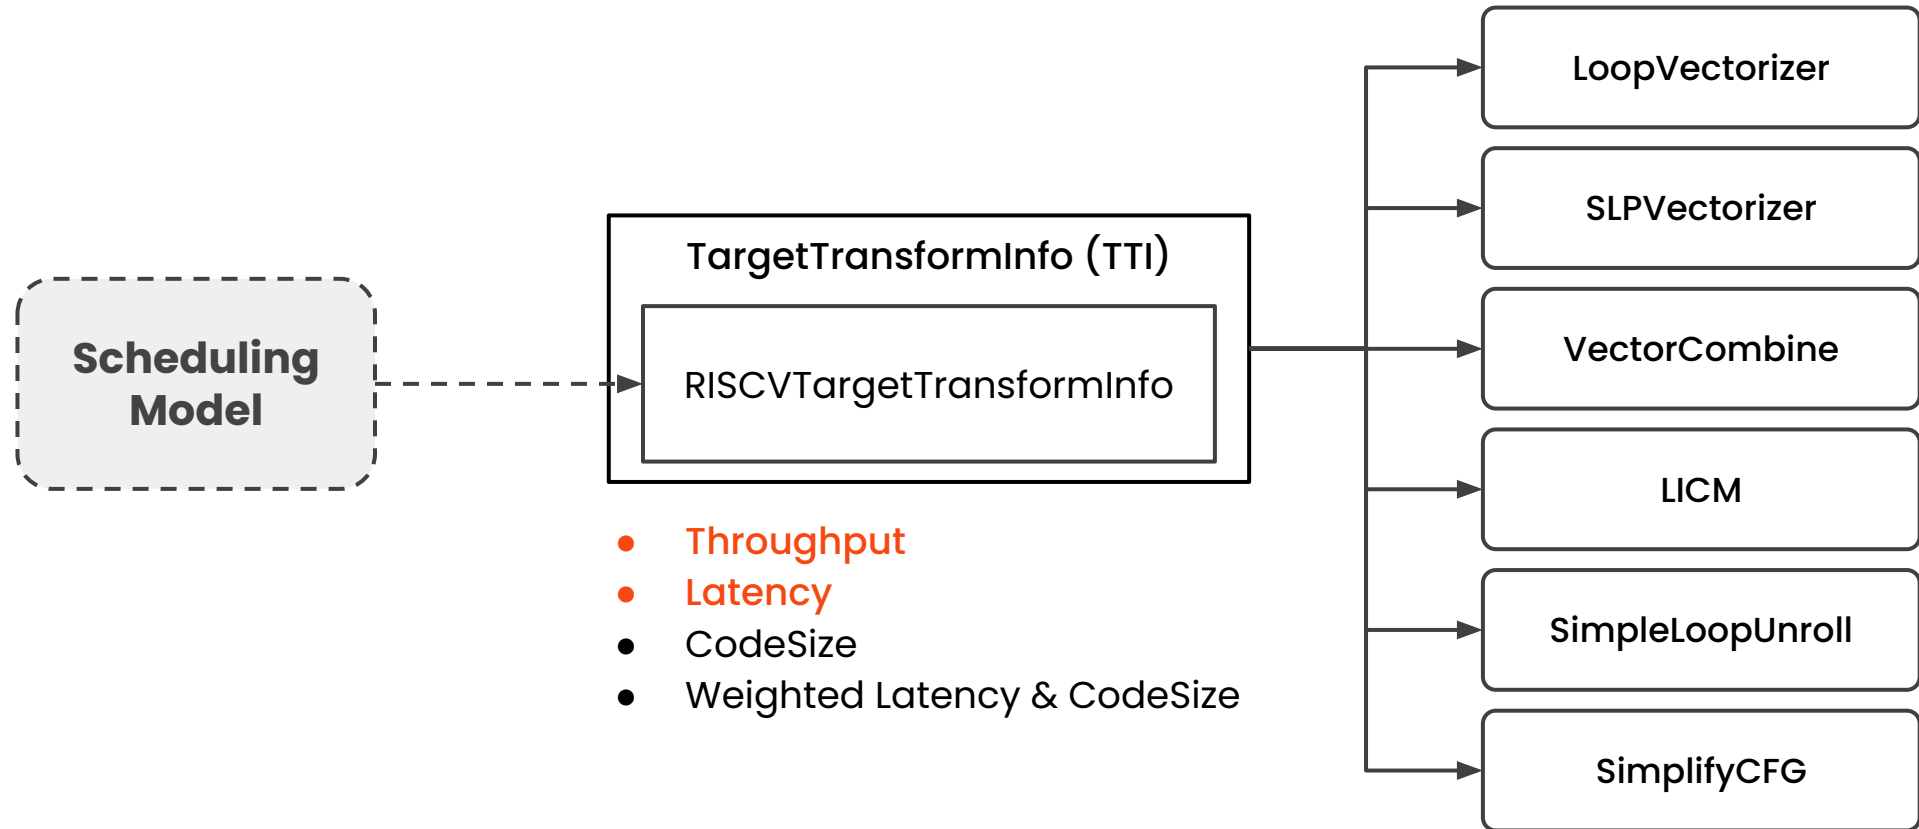 Scheduling
Model
TargetTransformInfo (TTI)
RISCVTargetTransformInfo
● Throughput
● Latency
● CodeSize
● Weighted Latency & CodeSize
LoopVectorizer
SLPVectorizer
VectorCombine
LICM
SimpleLoopUnroll
SimplifyCFG